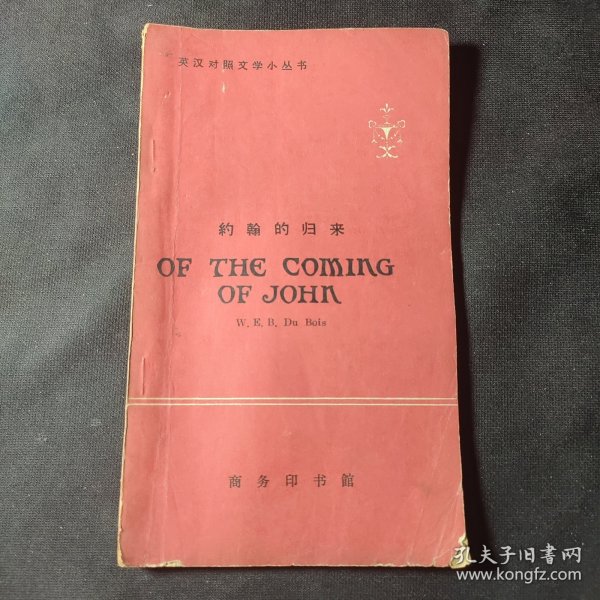 英汉对照文学小丛书
約翰的归来
OF THE COMING
OF JOHN
W. E. B. Du Bois
商务印书館
孔夫子旧書网
www.kongfz.com